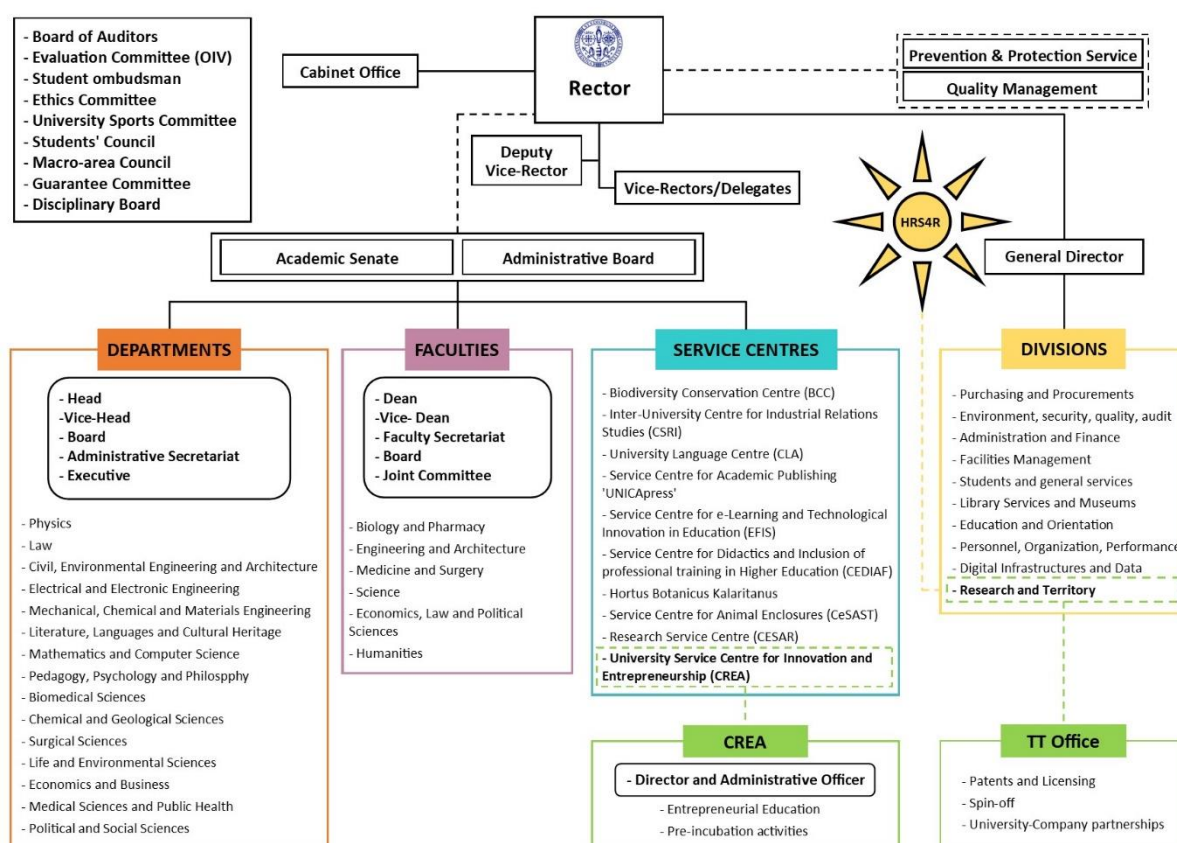 - Board of Auditors
- Evaluation Committee (OIV)
- Student ombudsman
- Ethics Committee
- University Sports Committee
- Students' Council
- Macro-area Council
- Guarantee Committee
- Disciplinary Board
Cabinet Office
Rector
Prevention & Protection Service
Quality Management
Deputy
Vice-Rector
Vice-Rectors/Delegates
HRS4R
Academic Senate
Administrative Board
General Director
DEPARTMENTS
- Head
-Vice-Head
- Board
- Administrative Secretariat
- Executive
- Physics
- Law
- Civil, Environmental Engineering and Architecture
- Electrical and Electronic Engineering
- Mechanical, Chemical and Materials Engineering
- Literature, Languages and Cultural Heritage
- Mathematics and Computer Science
- Pedagogy, Psychology and Philospphy
- Biomedical Sciences
- Chemical and Geological Sciences
- Surgical Sciences
- Life and Environmental Sciences
- Economics and Business
- Medical Sciences and Public Health
- Political and Social Sciences
FACULTIES
- Dean
-Vice- Dean
- Faculty Secretariat
- Board
- Joint Committee
- Biology and Pharmacy
- Engineering and Architecture
- Medicine and Surgery
- Science
- Economics, Law and Political
Sciences
- Humanities
SERVICE CENTRES
- Biodiversity Conservation Centre (BCC)
- Inter-University Centre for Industrial Relations
Studies (CSRI)
- University Language Centre (CLA)
- Service Centre for Academic Publishing
'UNICApress'
- Service Centre for e-Learning and Technological
Innovation in Education (EFIS)
- Service Centre for Didactics and Inclusion of
professional training in Higher Education (CEDIAF)
- Hortus Botanicus Kalaritanus
- Service Centre for Animal Enclosures (CeSAST)
- Research Service Centre (CESAR)
- University Service Centre for Innovation and
Entrepreneurship (CREA)
DIVISIONS
- Purchasing and Procurements
- Environment, security, quality, audit
- Administration and Finance
- Facilities Management
- Students and general services
- Library Services and Museums
- Education and Orientation
- Personnel, Organization, Performance
- Digital Infrastructures and Data
- Research and Territory
CREA
- Director and Administrative Officer
- Entrepreneurial Education
- Pre-incubation activities
TT Office
- Patents and Licensing
- Spin-off
- University-Company partnerships